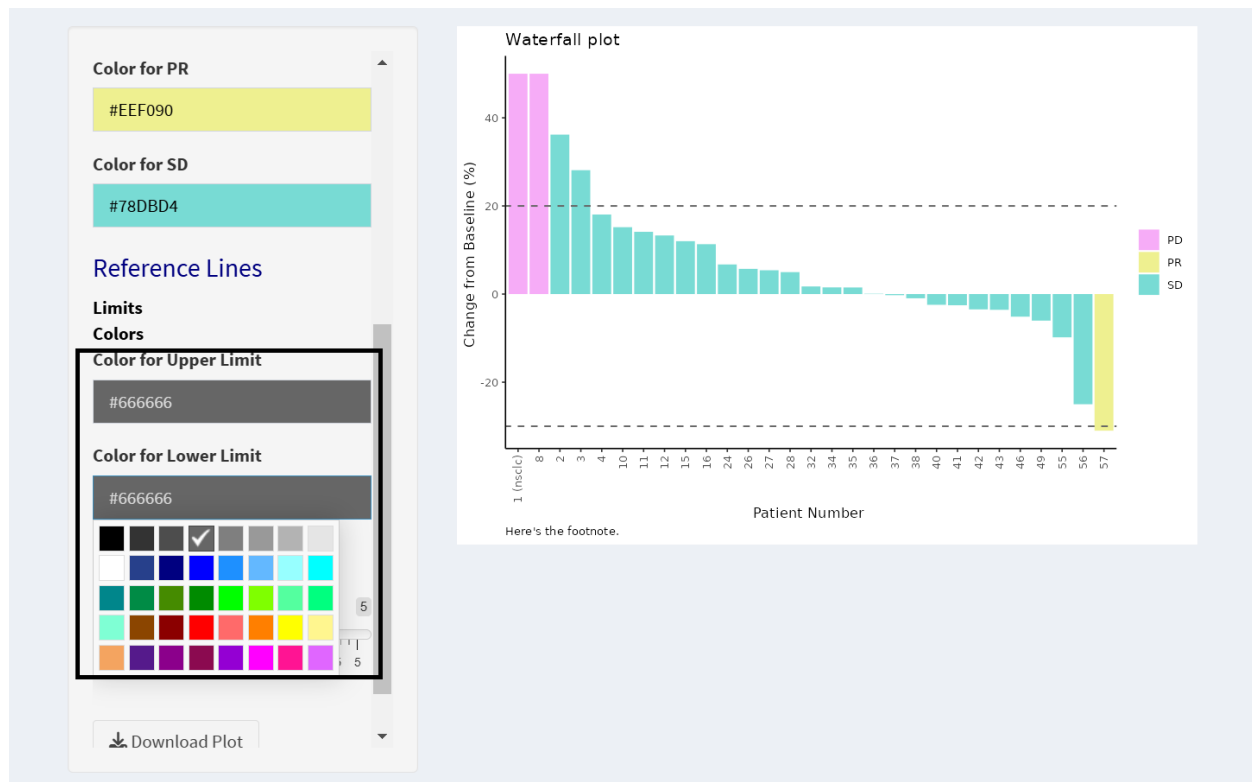 Color for PR
#EEF090
Color for SD
#78DBD4
Reference Lines
Limits
Colors
Color for Upper Limit
#666666
Color for Lower Limit
#666666
5
5
Download Plot
Waterfall plot
Change from Baseline (%)
40
20
0
-20
1 (nsclc) 8 2 3 4 10 11 12 15 16 24 26 27 28 32 34 35 36 37 38 40 41 42 43 46 49 55 56 57
Patient Number
Here's the footnote.
PD
PR
SD